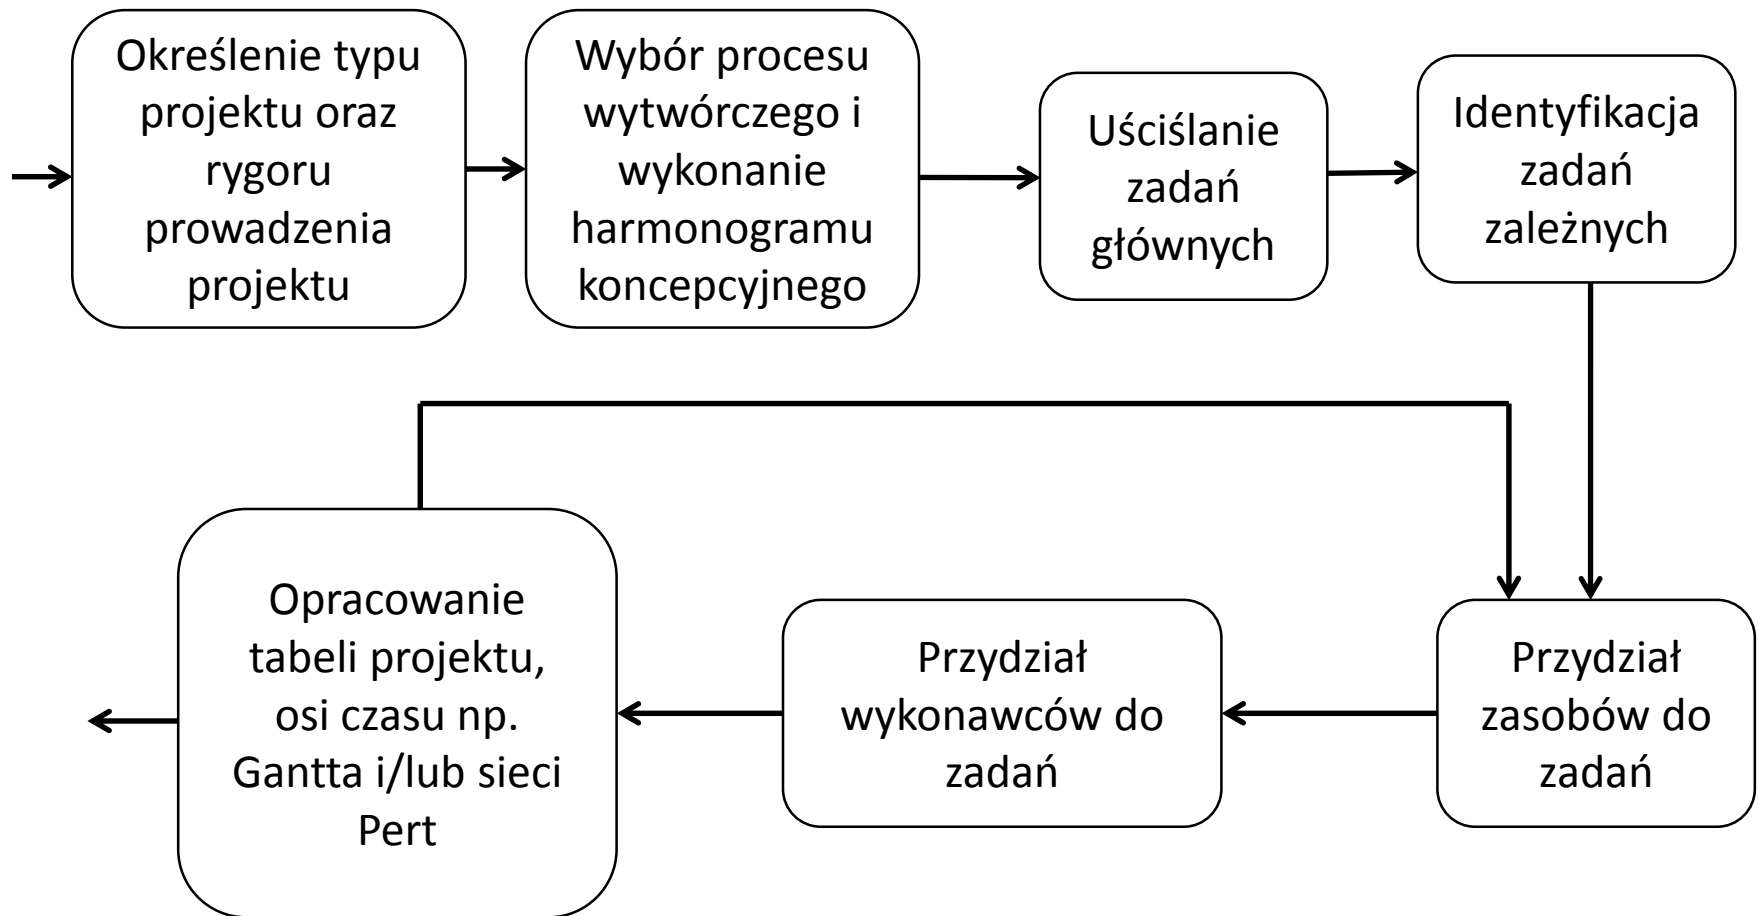 Określenie typu
projektu oraz
rygoru
prowadzenia
projektu
Wybór procesu
wytwórczego i
wykonanie
harmonogramu
koncepcyjnego
Uściślanie
zadań
głównych
Identyfikacja
zadań
zależnych
Przydział
zasobów do
zadań
Przydział
wykonawców do
zadań
Opracowanie
tabeli projektu,
osi czasu np.
Gantta i/lub sieci
Pert